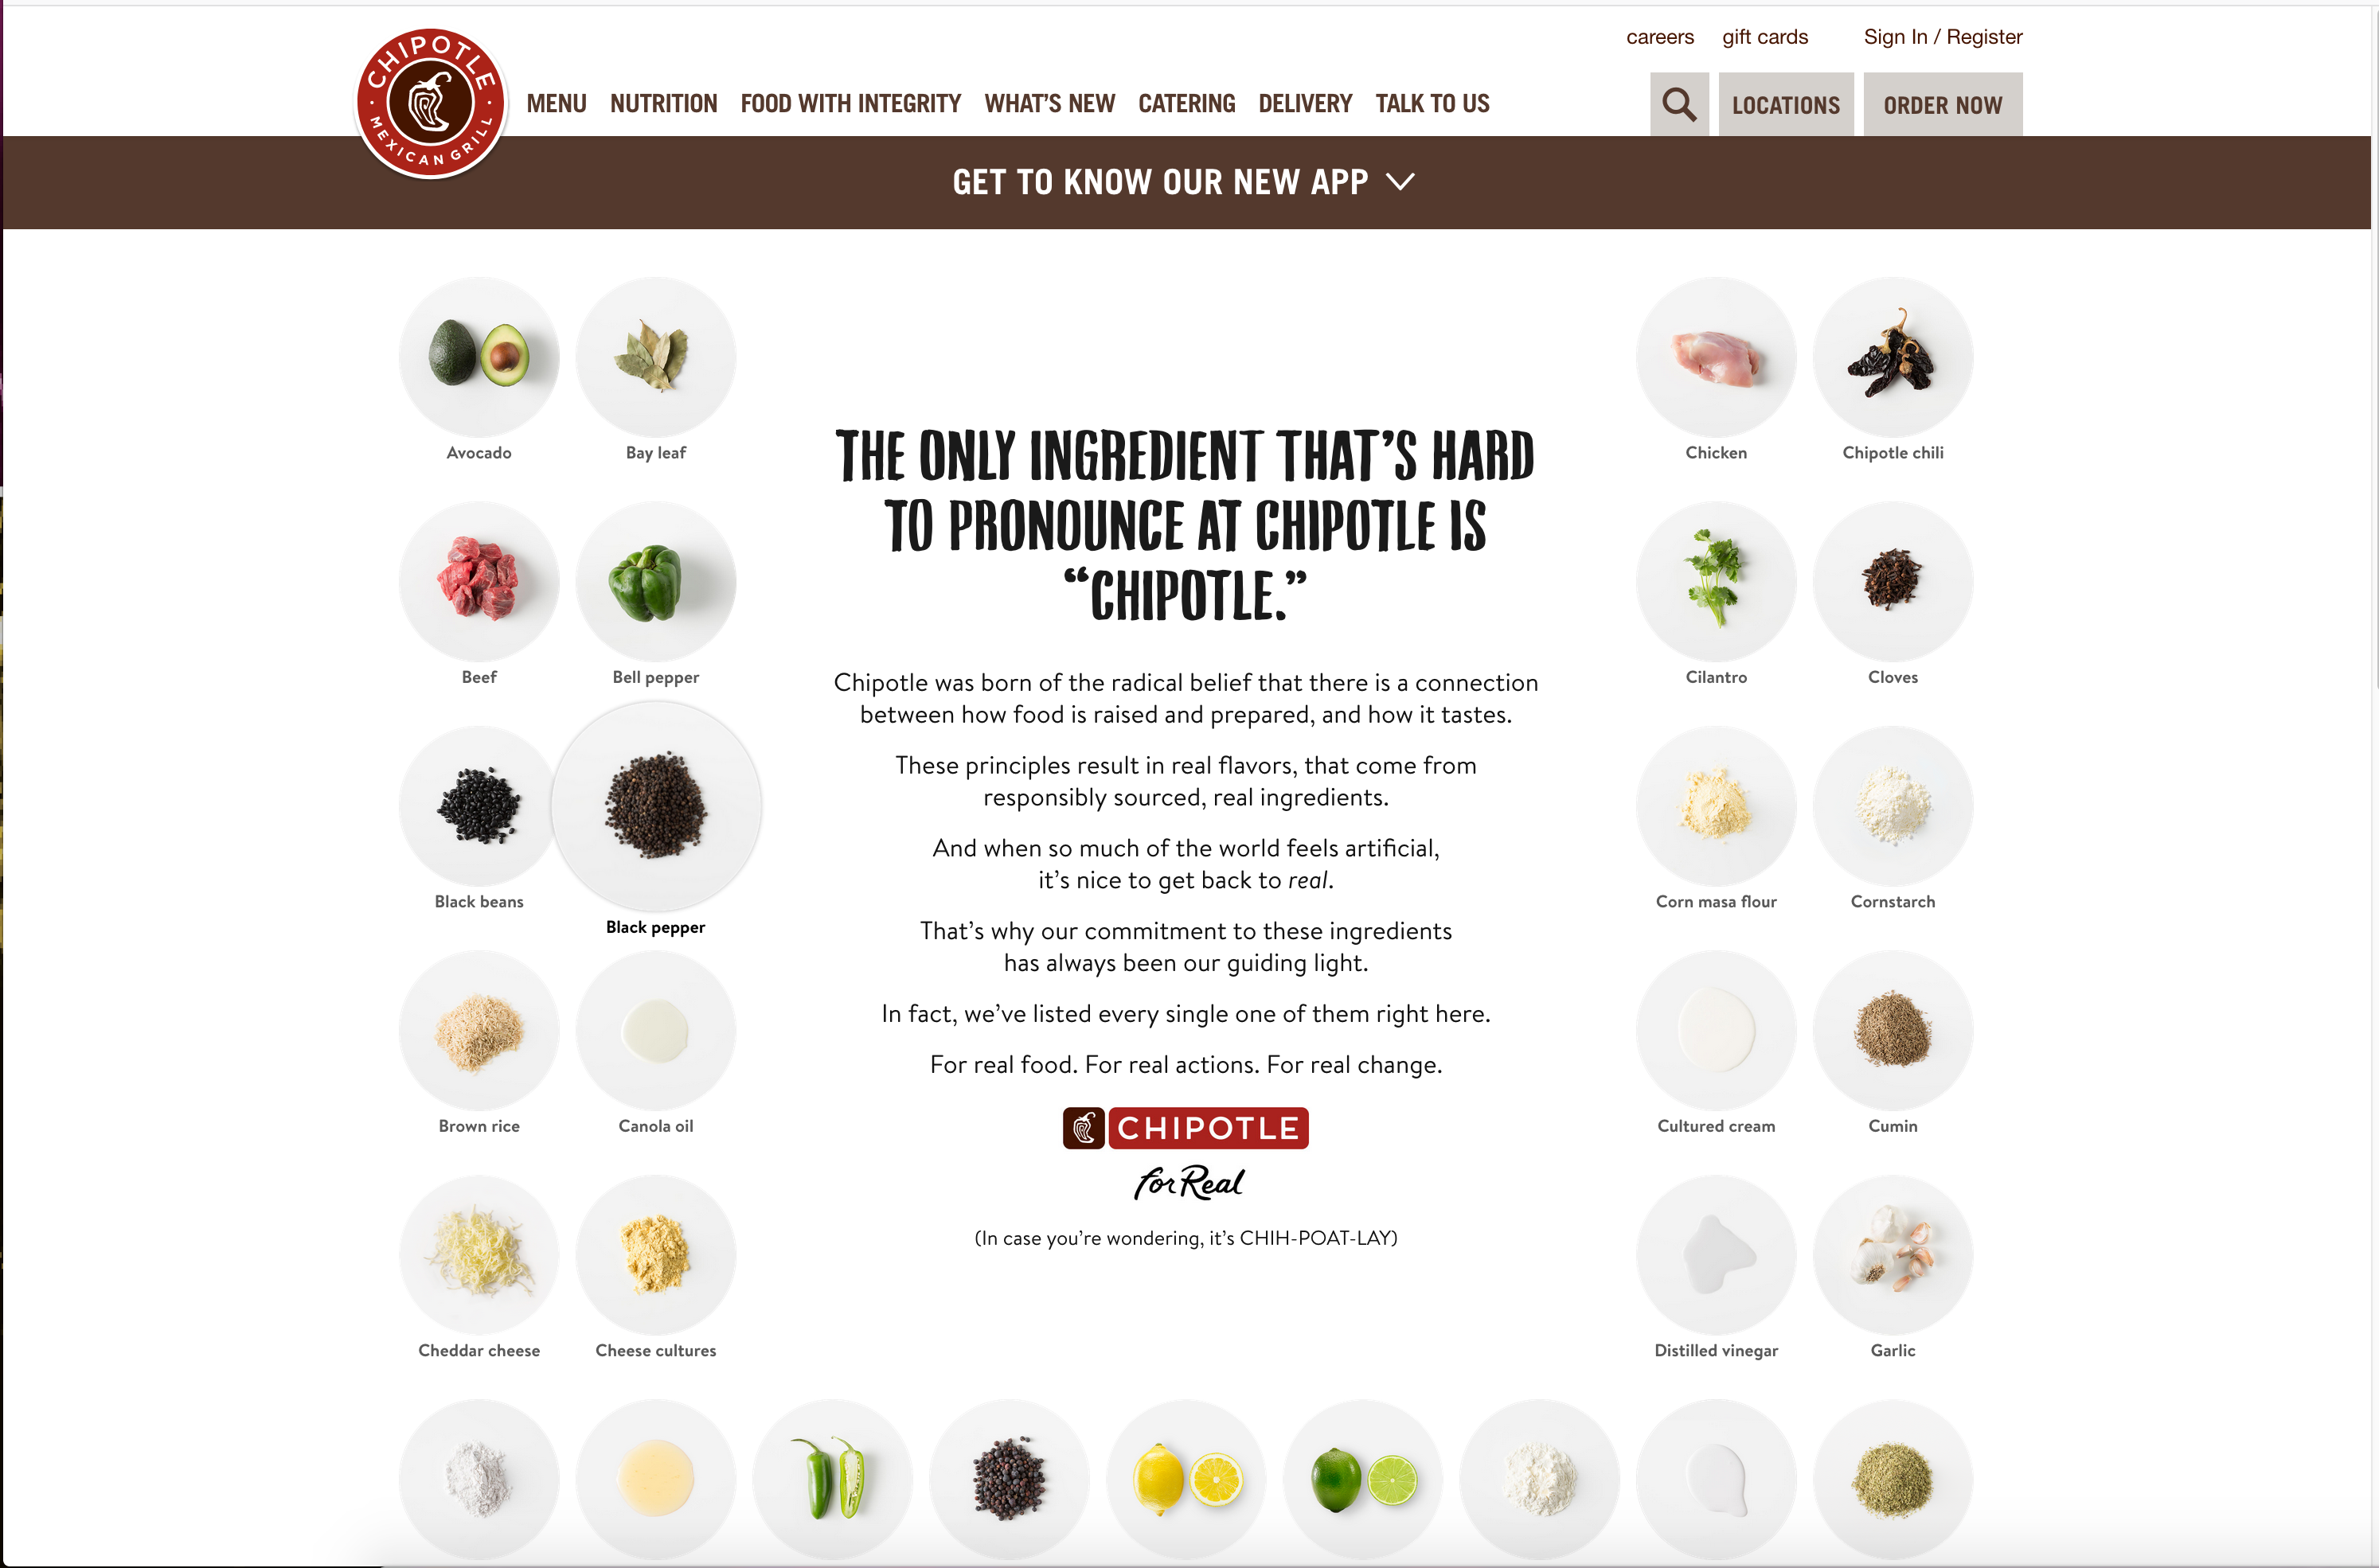 careers gift cards Sign In / Register
CHIPOTLE
MEXICAN GRILL
MENU NUTRITION FOOD WITH INTEGRITY WHAT'S NEW CATERING DELIVERY TALK TO US
LOCATIONS ORDER NOW
GET TO KNOW OUR NEW APP
Avocado Bay leaf
Chicken Chipotle chili
THE ONLY INGREDIENT THAT'S HARD
TO PRONOUNCE AT CHIPOTLE IS
“CHIPOTLE.”
Beef Bell pepper
Cilantro Cloves
Chipotle was born of the radical belief that there is a connection
between how food is raised and prepared, and how it tastes.
These principles result in real flavors, that come from
responsibly sourced, real ingredients.
And when so much of the world feels artificial,
it's nice to get back to real.
Black beans Black pepper
Corn masa flour Cornstarch
That's why our commitment to these ingredients
has always been our guiding light.
In fact, we've listed every single one of them right here.
For real food. For real actions. For real change.
Brown rice Canola oil
Cultured cream Cumin
CHIPOTLE
for Real
(In case you're wondering, it's CHIH-POAT-LAY)
Cheddar cheese Cheese cultures
Distilled vinegar Garlic